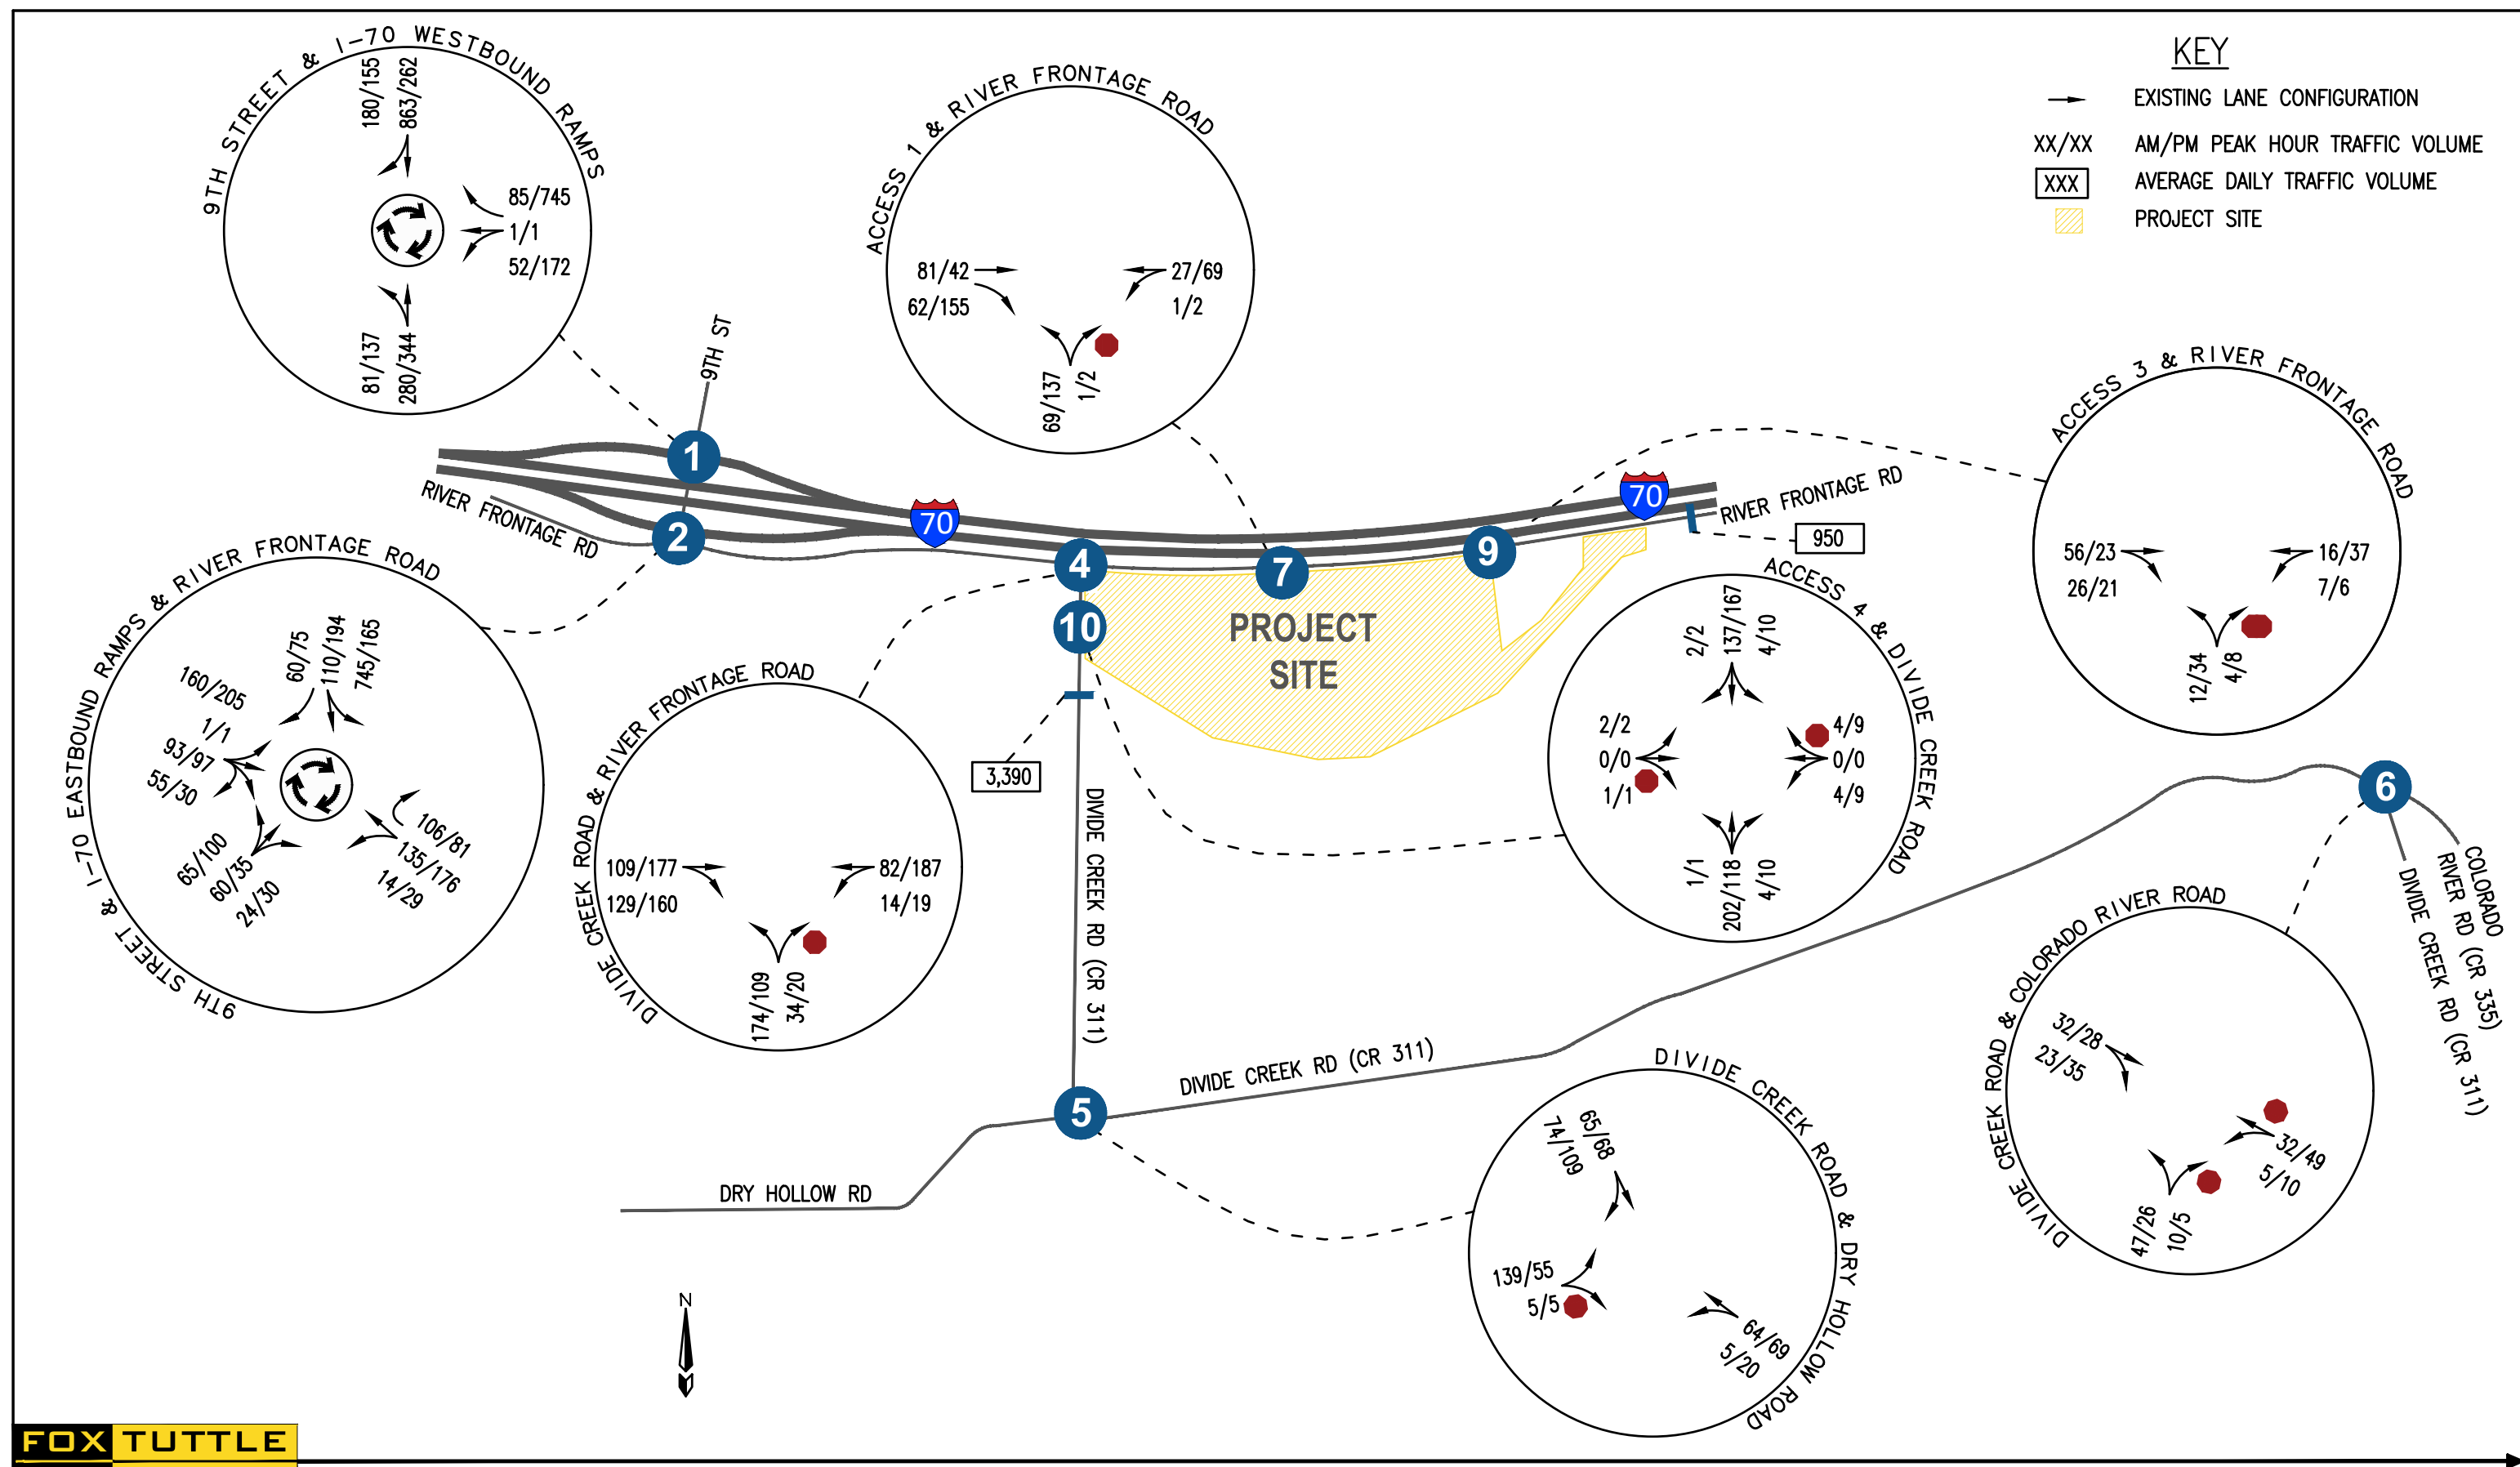 KEY
EXISTING LANE CONFIGURATION
XX/XX AM/PM PEAK HOUR TRAFFIC VOLUME
XXX AVERAGE DAILY TRAFFIC VOLUME
PROJECT SITE
9TH STREET & I-70 WESTBOUND RAMPS
180/155
863/262
85/745
1/1
52/172
81/137
280/344
ACCESS 1 & RIVER FRONTAGE ROAD
81/42
62/155
27/69
1/2
69/137
1/2
ACCESS 3 & RIVER FRONTAGE ROAD
56/23
26/21
16/37
7/6
12/34
4/8
9TH ST
1
2
RIVER FRONTAGE RD
70
4
10
7
9
70
RIVER FRONTAGE RD
950
PROJECT
SITE
3,390
9TH STREET & I-70 EASTBOUND RAMPS & RIVER FRONTAGE ROAD
60/75
110/194
745/165
160/205
1/1
93/97
55/30
65/100
60/35
24/30
106/81
135/176
14/29
DIVIDE CREEK ROAD & RIVER FRONTAGE ROAD
109/177
129/160
82/187
14/19
174/109
34/20
ACCESS 4 & DIVIDE CREEK ROAD
2/2
137/167
4/10
2/2
0/0
1/1
4/9
0/0
4/9
1/1
202/118
4/10
DIVIDE CREEK RD (CR 311)
6
COLORADO
RIVER RD (CR 335)
DIVIDE CREEK RD (CR 311)
DIVIDE CREEK ROAD & COLORADO RIVER ROAD
32/28
23/35
32/49
5/10
47/26
10/5
DIVIDE CREEK RD (CR 311)
5
DRY HOLLOW RD
DIVIDE CREEK ROAD & DRY HOLLOW ROAD
65/68
74/109
139/55
5/5
64/69
5/20
N
FOX TUTTLE